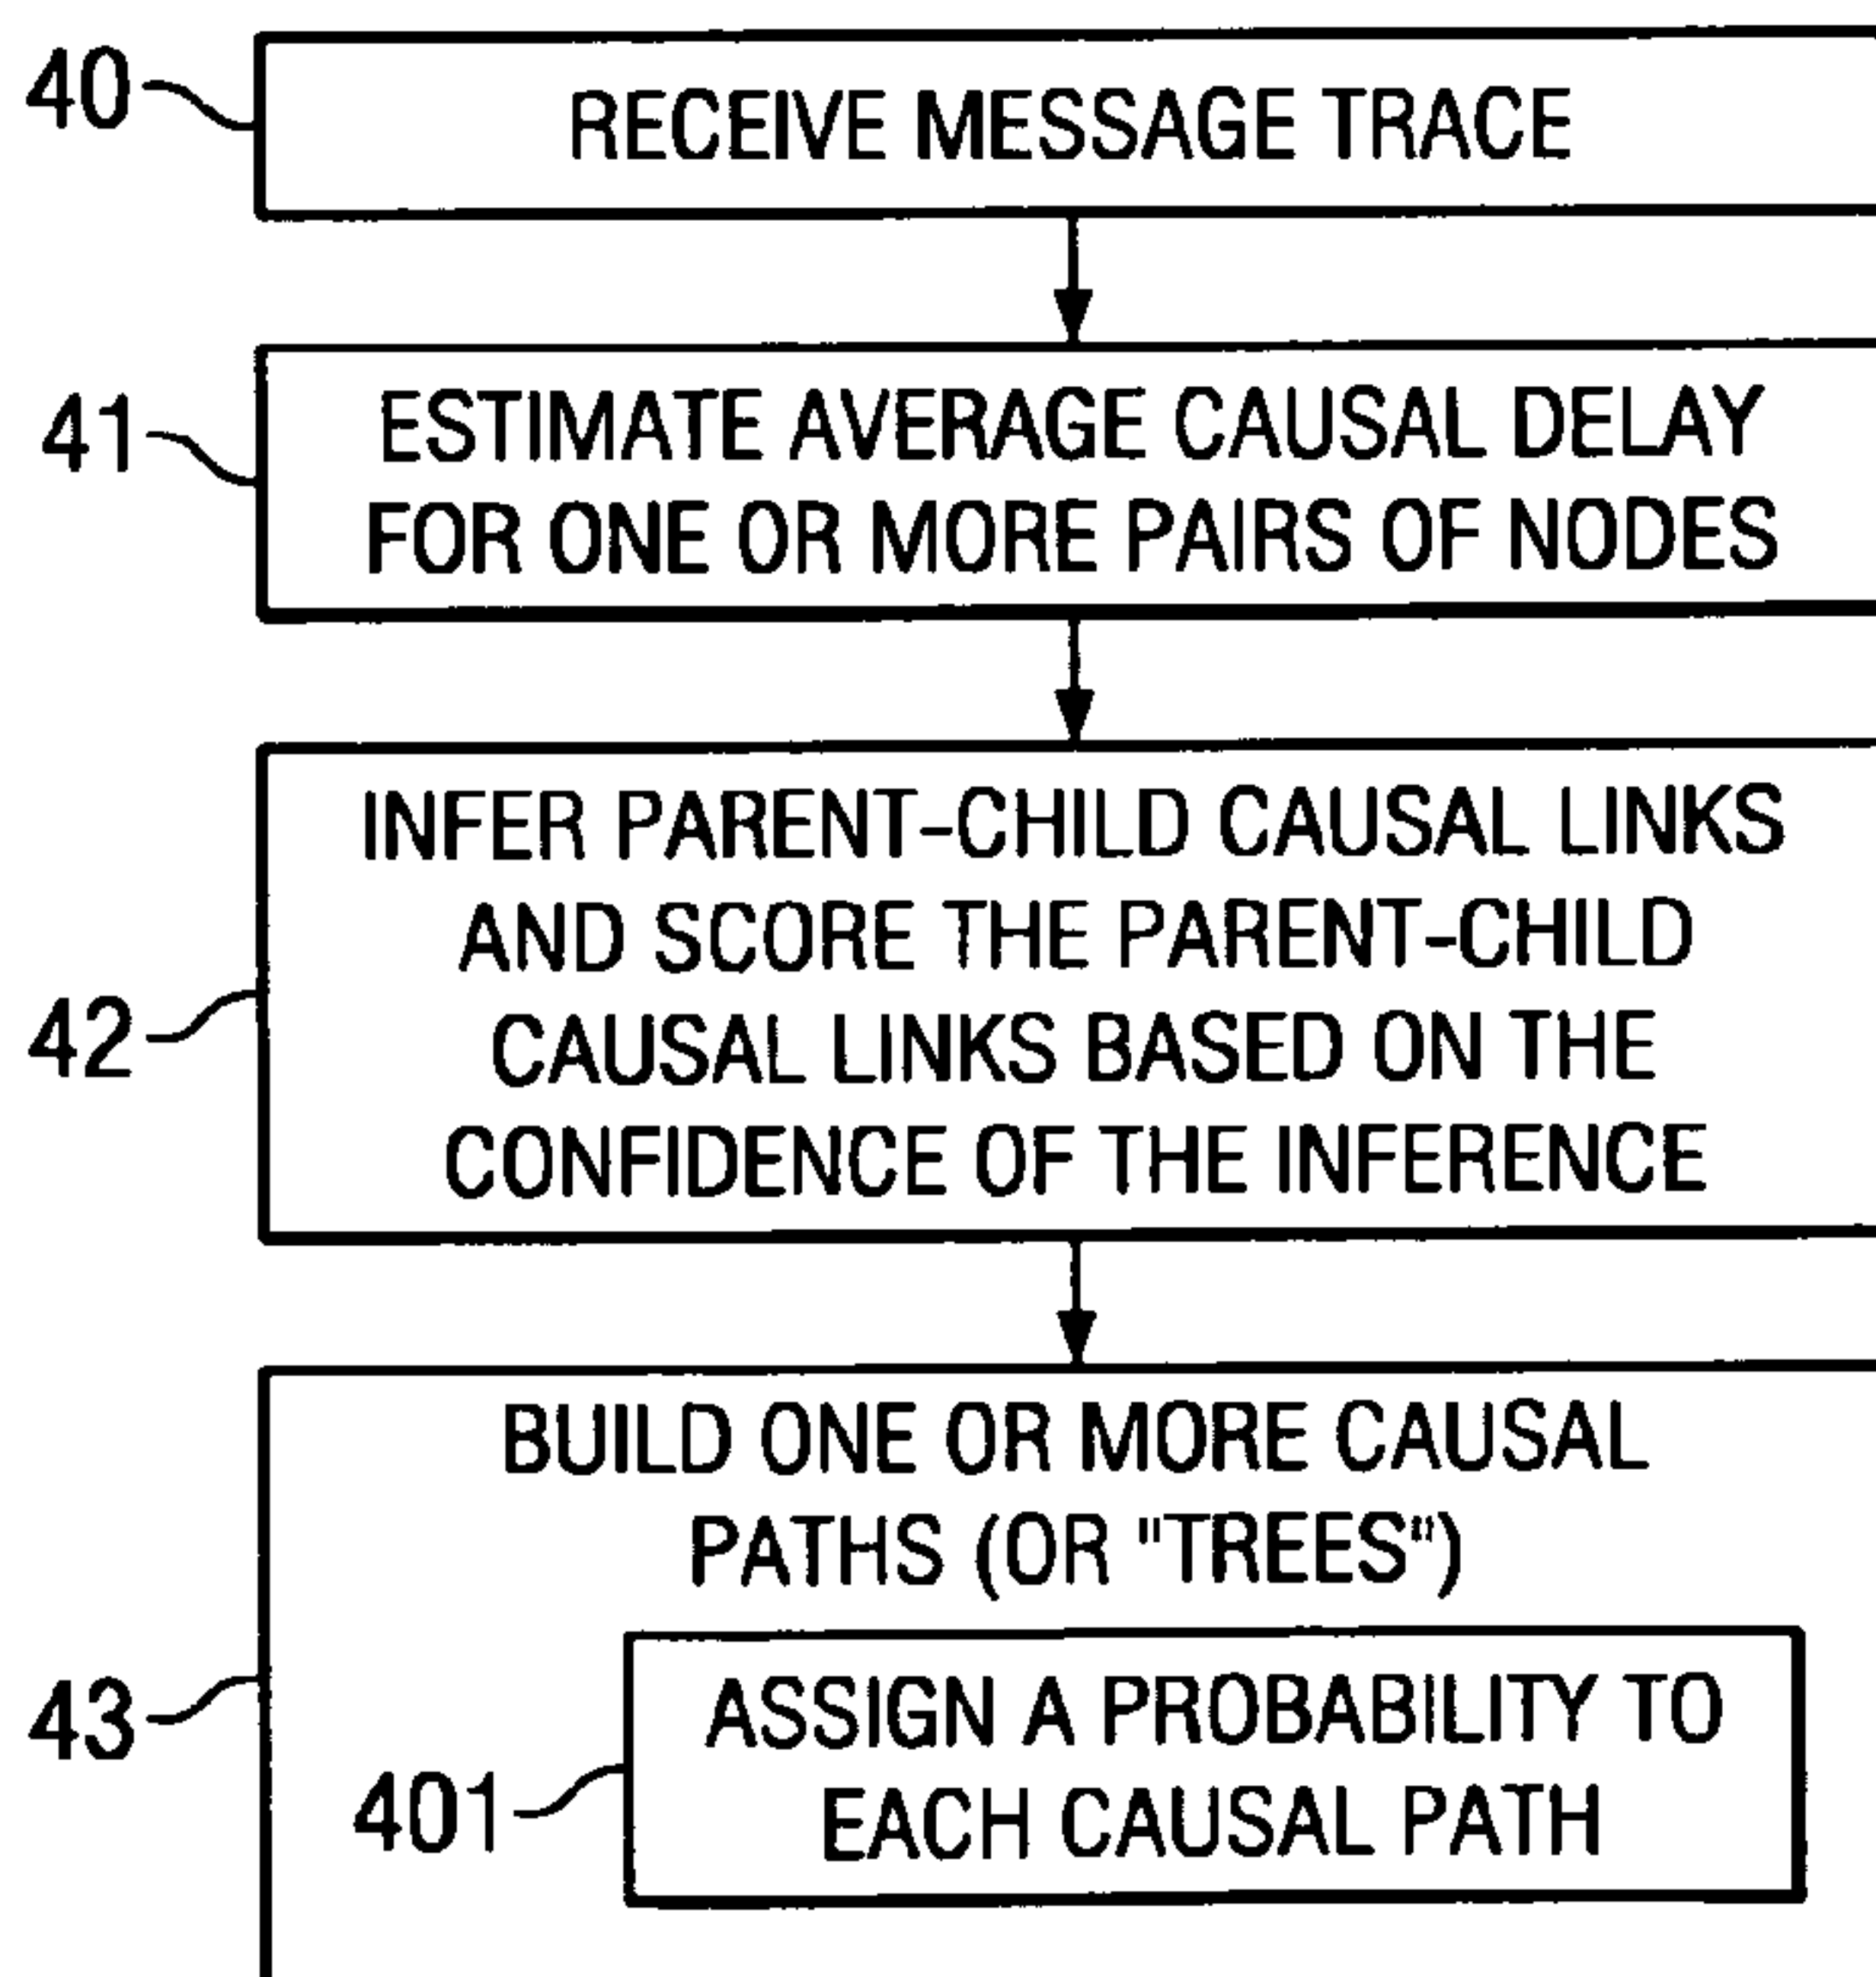 40
RECEIVE MESSAGE TRACE
41
ESTIMATE AVERAGE CAUSAL DELAY
FOR ONE OR MORE PAIRS OF NODES
42
INFER PARENT-CHILD CAUSAL LINKS
AND SCORE THE PARENT-CHILD
CAUSAL LINKS BASED ON THE
CONFIDENCE OF THE INFERENCE
43
BUILD ONE OR MORE CAUSAL
PATHS (OR "TREES")
401
ASSIGN A PROBABILITY TO
EACH CAUSAL PATH